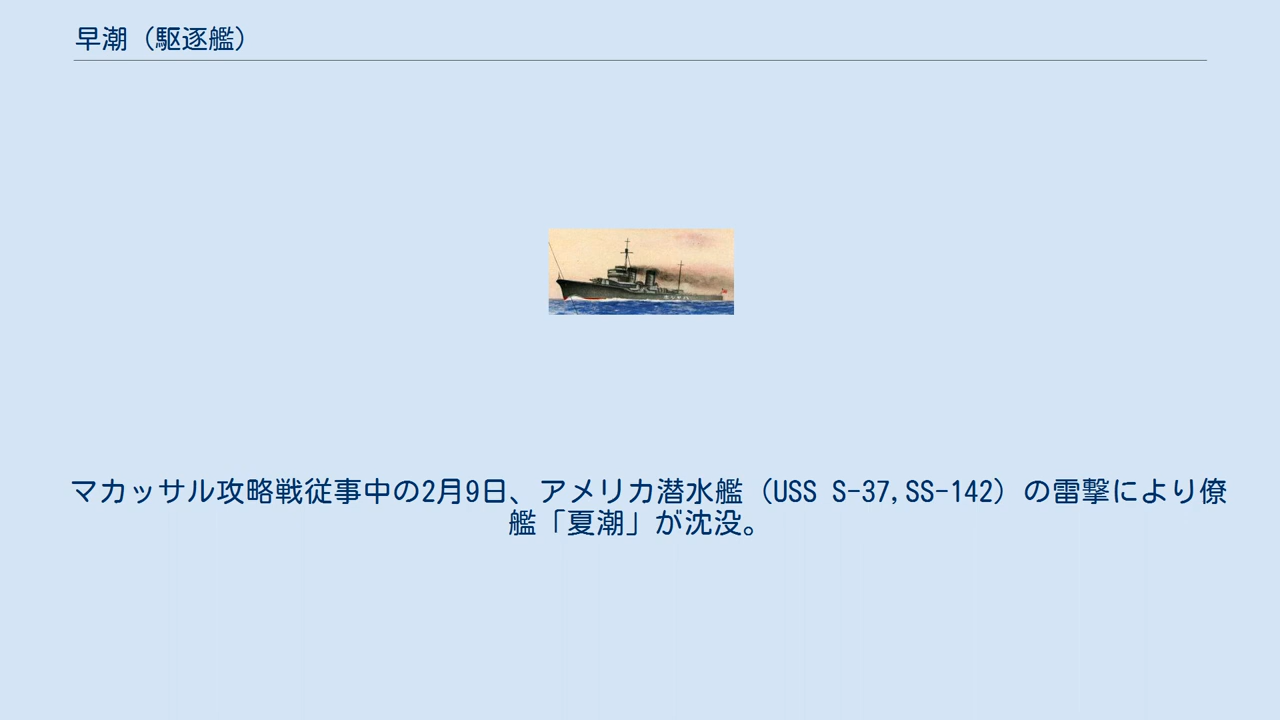 早潮（駆逐艦）
マカッサル攻略戦従事中の2月9日、アメリカ潜水艦（USS S-37,SS-142）の雷撃により僚
艦「夏潮」が沈没。